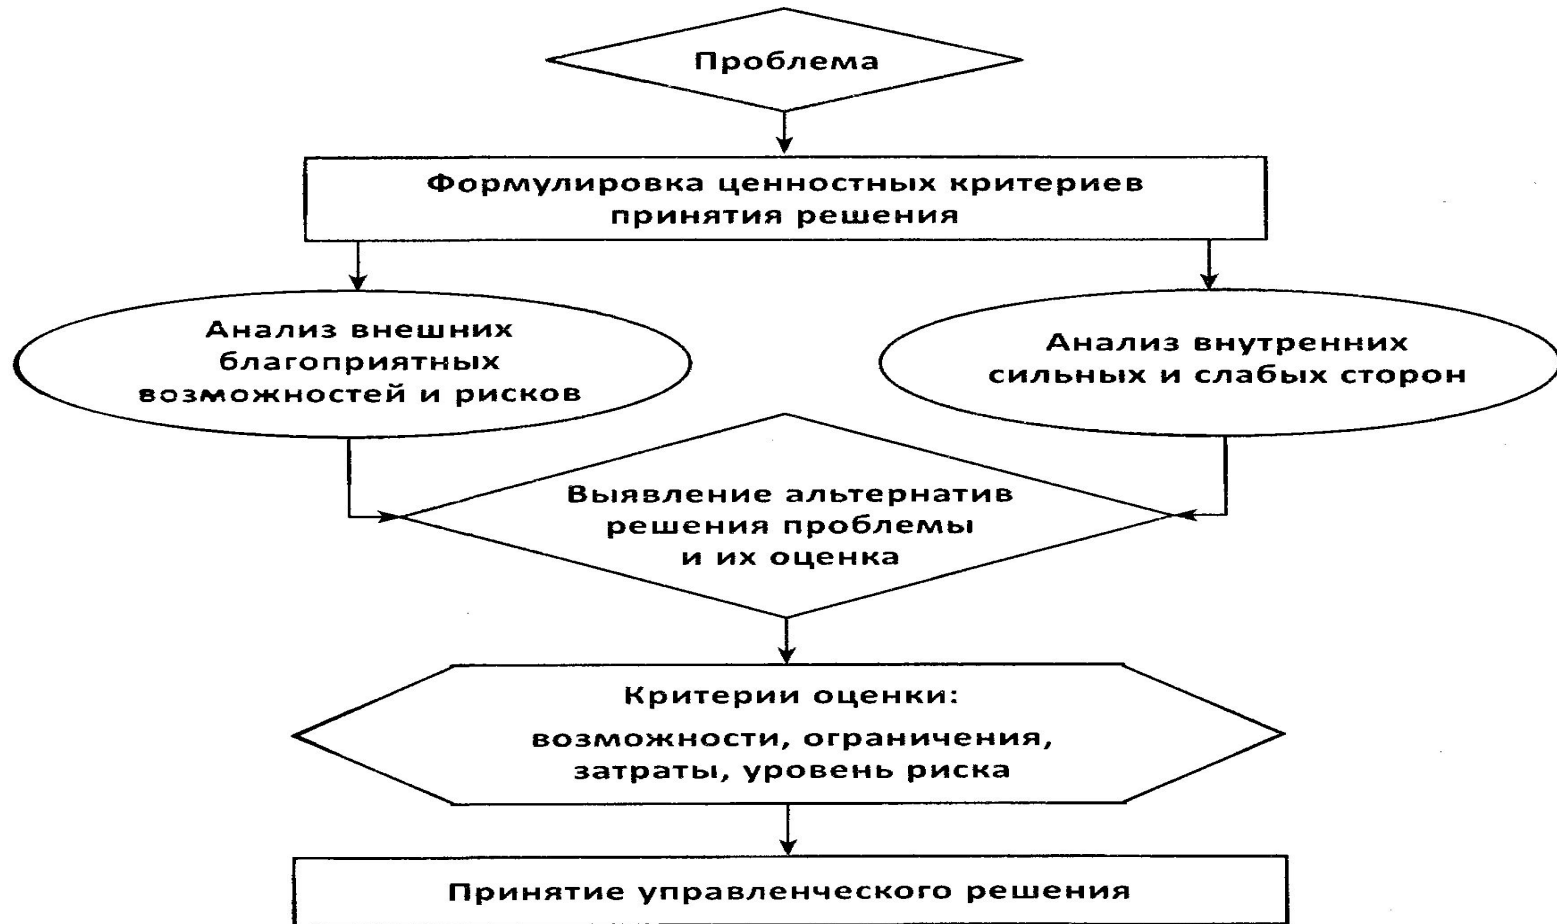 Проблема
Формулировка ценностных критериев
принятия решения
Анализ внешних
благоприятных
возможностей и рисков
Анализ внутренних
сильных и слабых сторон
Выявление альтернатив
решения проблемы
и их оценка
Критерии оценки:
возможности, ограничения,
затраты, уровень риска
Принятие управленческого решения